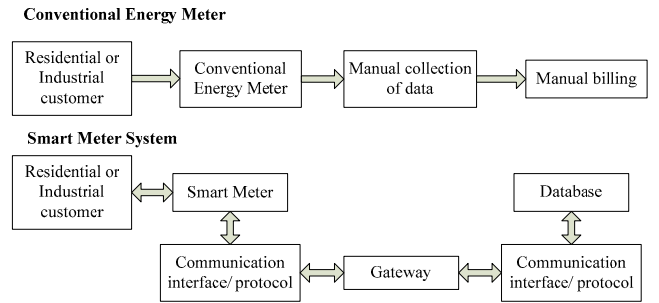 Conventional Energy Meter
Residential or
Industrial
customer
Conventional
Energy Meter
Manual collection
of data
Manual billing
Smart Meter System
Residential or
Industrial
customer
Smart Meter
Database
Communication
interface/ protocol
Gateway
Communication
interface/ protocol